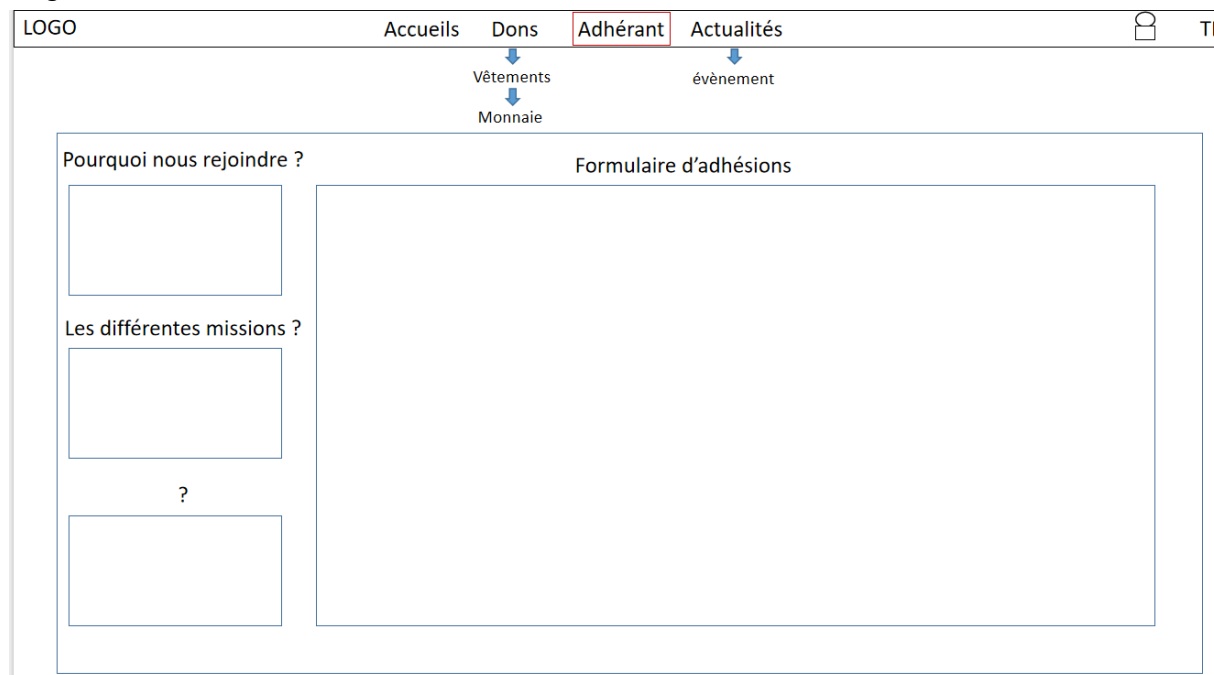 LOGO Accueils Dons Adhérant Actualités
Vêtements évènement
Monnaie
Pourquoi nous rejoindre ?
Formulaire d'adhésions
Les différentes missions ?
?